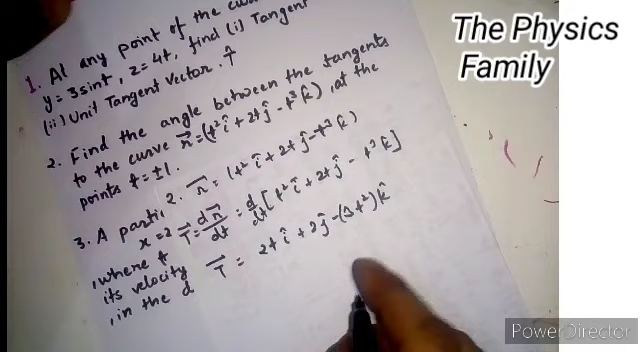 1. At any point of the
y = 3sint, z = 4t, find (i) Tangent
(ii) Unit Tangent Vector. T̂
2. Find the angle between the tangents
to the curve r⃗ = (t² î + 2t ĵ - t³ k̂), at the
points t = ±1.
3. A parti
x = 2
, where t
its velocity
, in the d
2. r⃗ = (t² î + 2t ĵ - t³ k̂)
T⃗ = dr⃗/dt = d/dt [t² î + 2t ĵ - t³ k̂]
T⃗ = 2t î + 2 ĵ - (3t²) k̂
The Physics
Family
PowerDirector